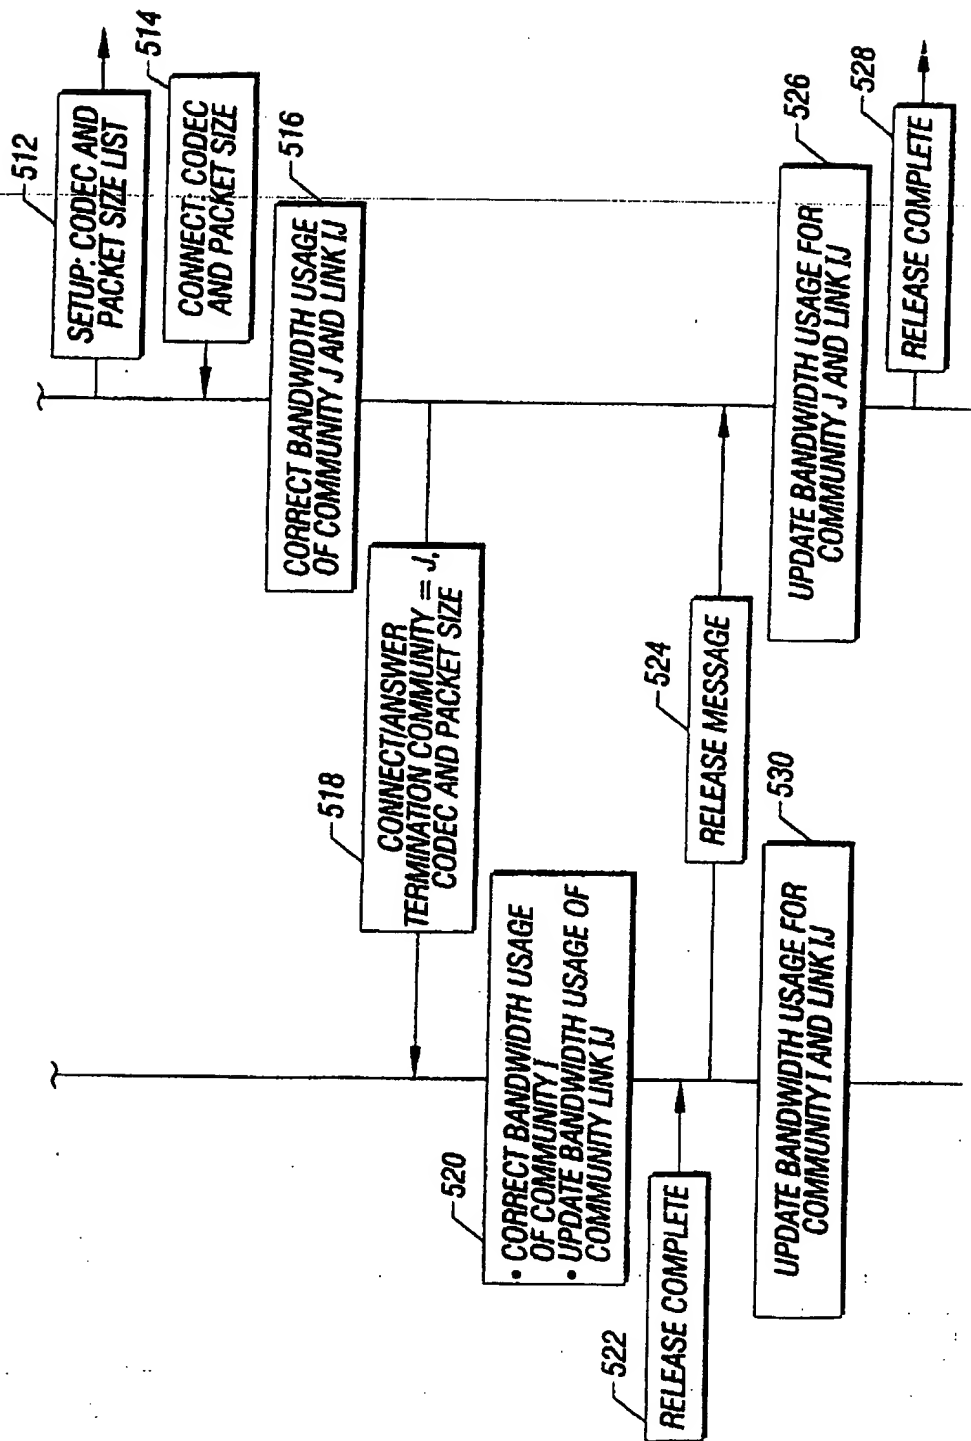 512
SETUP: CODEC AND
PACKET SIZE LIST
514
CONNECT: CODEC
AND PACKET SIZE
516
CORRECT BANDWIDTH USAGE
OF COMMUNITY J AND LINK IJ
518
CONNECT/ANSWER
TERMINATION COMMUNITY = J,
CODEC AND PACKET SIZE
520
• CORRECT BANDWIDTH USAGE
OF COMMUNITY I
• UPDATE BANDWIDTH USAGE OF
COMMUNITY LINK IJ
522
RELEASE COMPLETE
524
RELEASE MESSAGE
526
UPDATE BANDWIDTH USAGE FOR
COMMUNITY J AND LINK IJ
528
RELEASE COMPLETE
530
UPDATE BANDWIDTH USAGE FOR
COMMUNITY I AND LINK IJ